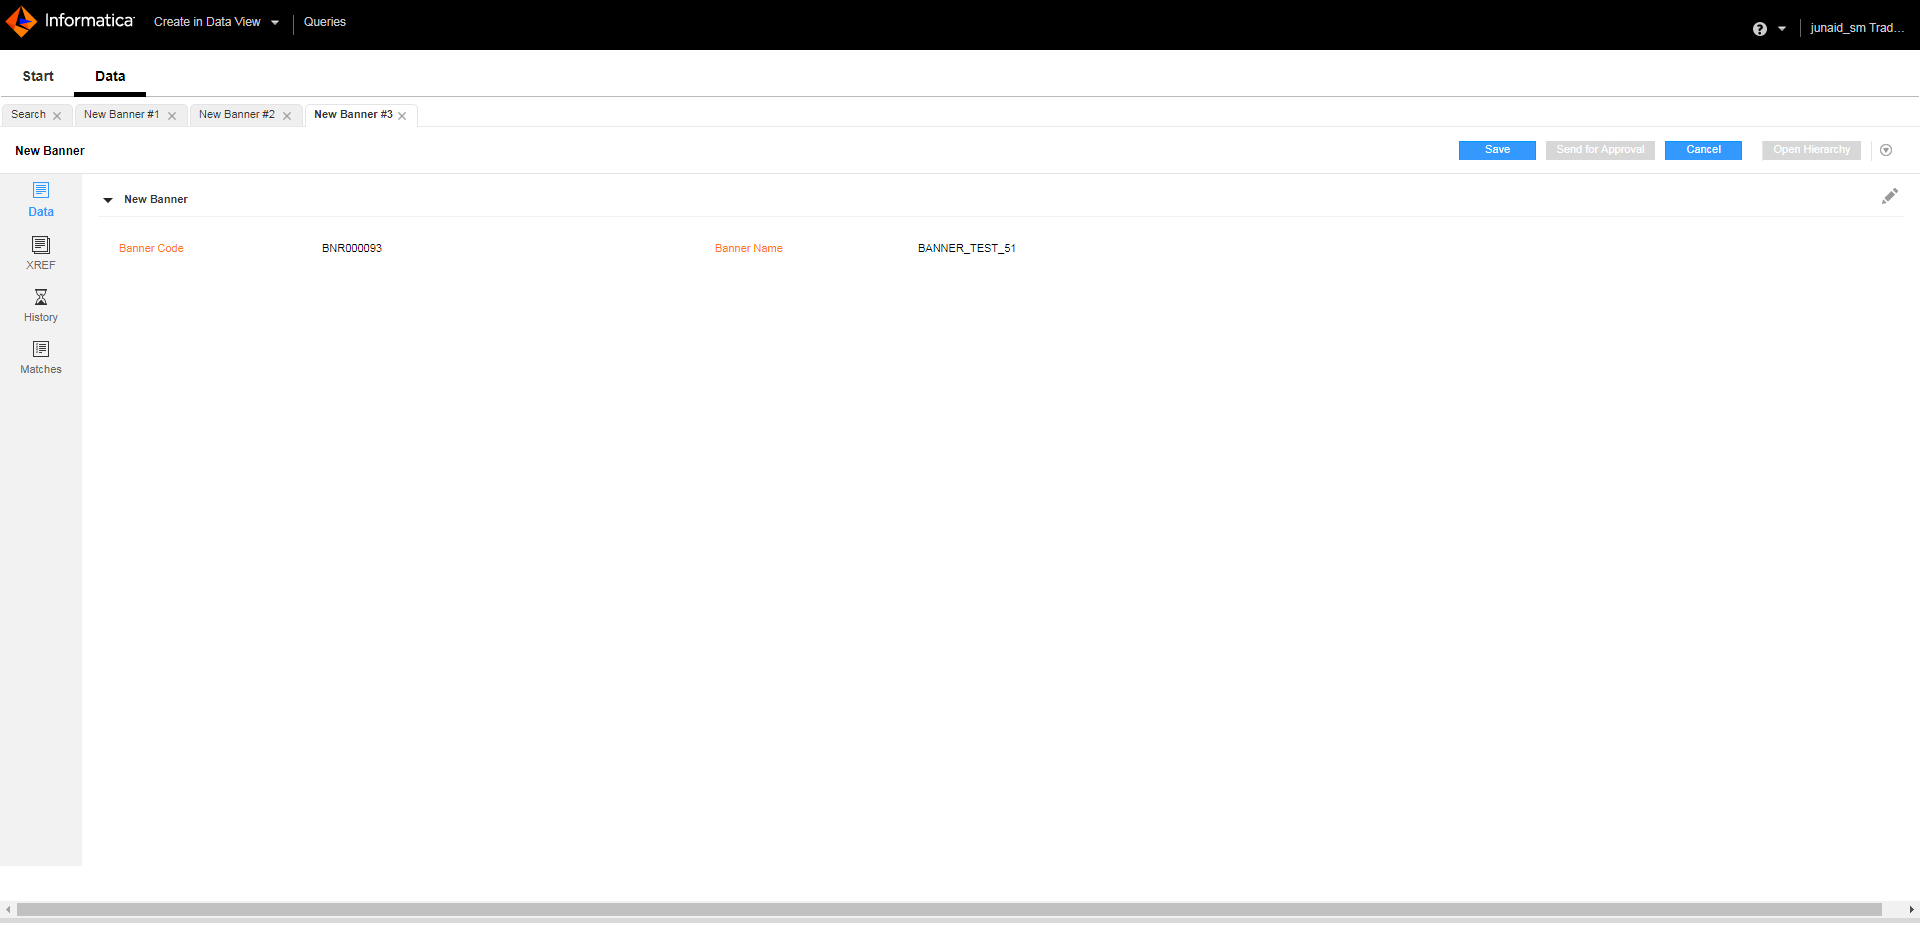 Informatica Create in Data View Queries junaid_sm Trad...
Start Data
Search New Banner #1 New Banner #2 New Banner #3
New Banner Save Send for Approval Cancel Open Hierarchy
Data
New Banner
Banner Code BNR000093 Banner Name BANNER_TEST_51
XREF
History
Matches